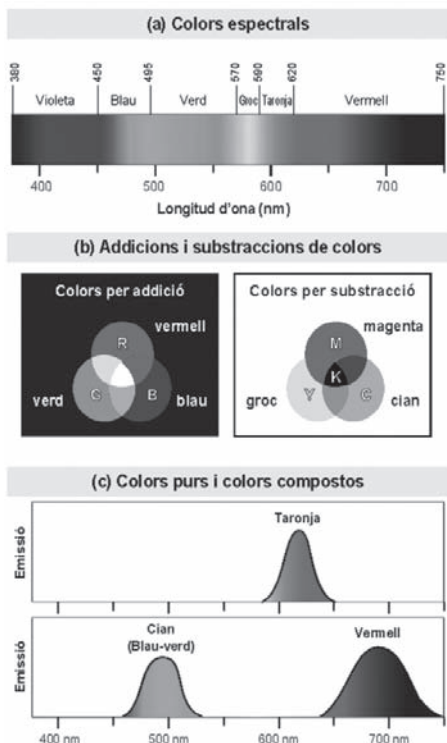 (a) Colors espectrals
380 450 495 570 590 620 750
Violeta Blau Verd Groc Taronja Vermell
400 500 600 700
Longitud d'ona (nm)
(b) Addicions i substraccions de colors
Colors per addició
vermell
R
G B
verd blau
Colors per substracció
magenta
M
K
Y C
groc cian
(c) Colors purs i colors compostos
Taronja
Emissió
Cian
(Blau-verd)
Vermell
Emissió
400 nm 500 nm 600 nm 700 nm